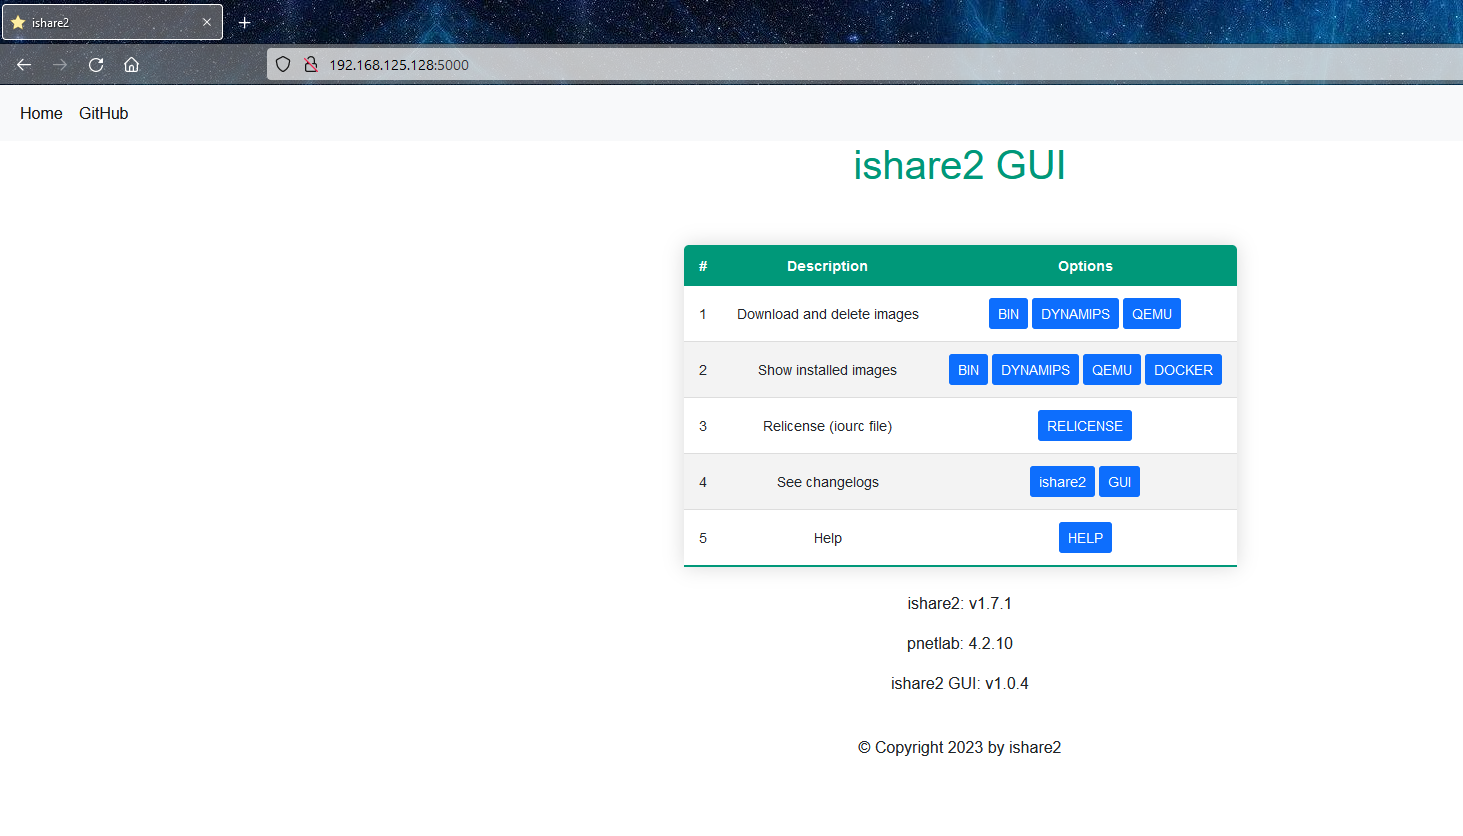 ishare2
192.168.125.128:5000
Home GitHub
ishare2 GUI
# Description Options
1 Download and delete images BIN DYNAMIPS QEMU
2 Show installed images BIN DYNAMIPS QEMU DOCKER
3 Relicense (iourc file) RELICENSE
4 See changelogs ishare2 GUI
5 Help HELP
ishare2: v1.7.1
pnetlab: 4.2.10
ishare2 GUI: v1.0.4
© Copyright 2023 by ishare2